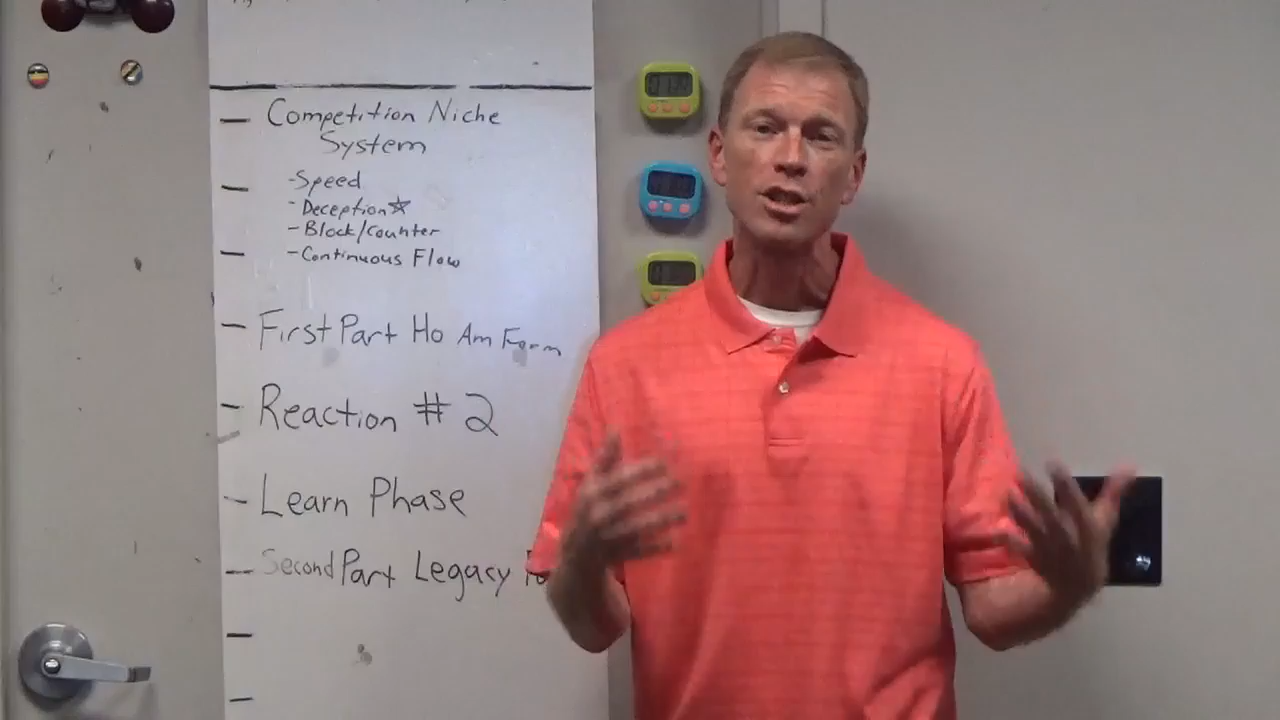 Competition Niche
System
-Speed
-Deception☆
-Block/Counter
-Continuous Flow
- First Part Ho Am Form
- Reaction #2
- Learn Phase
- Second Part Legacy